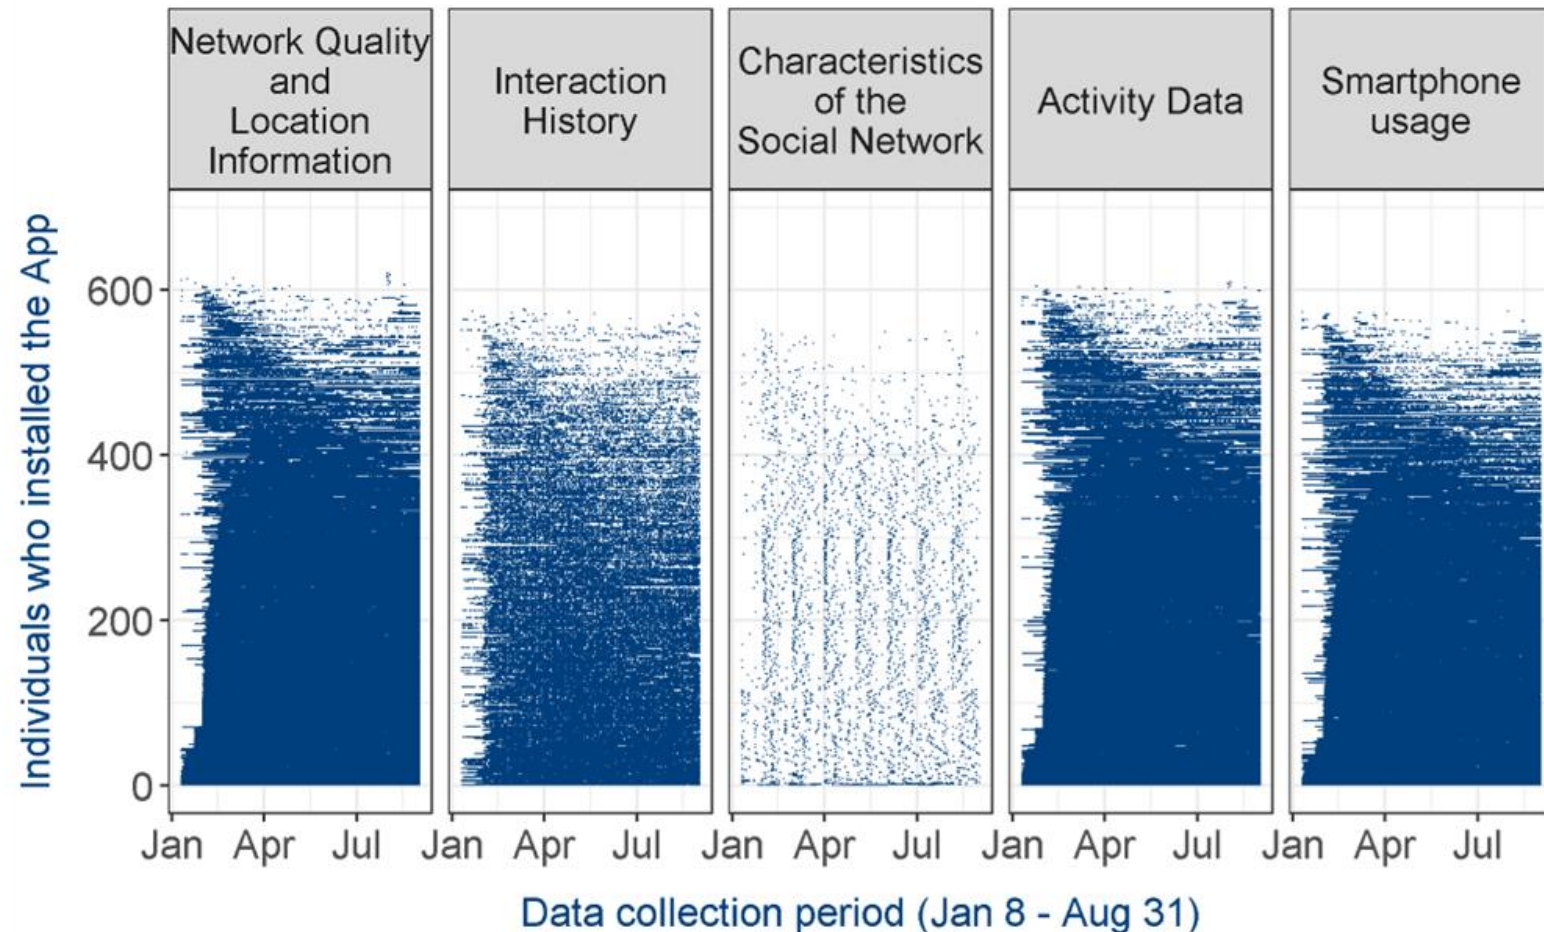 Network Quality
and
Location
Information
Interaction
History
Characteristics
of the
Social Network
Activity Data
Smartphone
usage
Individuals who installed the App
600
400
200
0
Jan Apr Jul Jan Apr Jul Jan Apr Jul Jan Apr Jul Jan Apr Jul
Data collection period (Jan 8 - Aug 31)